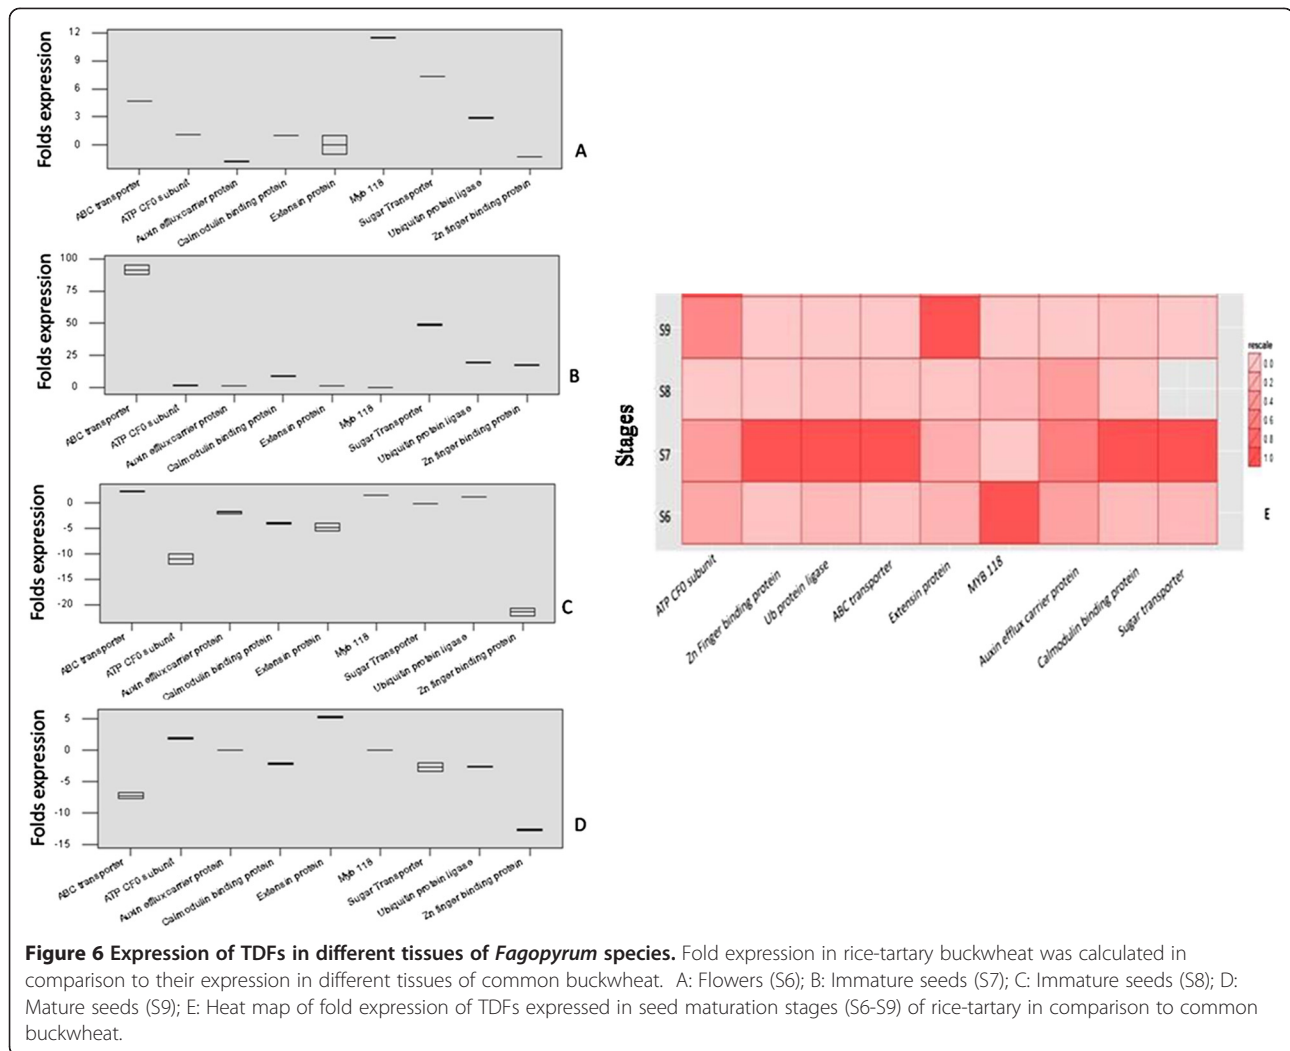 Folds expression
12
9
6
3
0
A
ABC transporter
ATP CF0 subunit
Auxin efflux carrier protein
Calmodulin binding protein
Extensin protein
Myb 118
Sugar Transporter
Ubiquitin protein ligase
Zn finger binding protein
Folds expression
100
75
50
25
0
B
ABC transporter
ATP CF0 subunit
Auxin efflux carrier protein
Calmodulin binding protein
Extensin protein
Myb 118
Sugar Transporter
Ubiquitin protein ligase
Zn finger binding protein
Folds expression
0
-5
-10
-15
-20
C
ABC transporter
ATP CF0 subunit
Auxin efflux carrier protein
Calmodulin binding protein
Extensin protein
Myb 118
Sugar Transporter
Ubiquitin protein ligase
Zn finger binding protein
Folds expression
5
0
-5
-10
-15
D
ABC transporter
ATP CF0 subunit
Auxin efflux carrier protein
Calmodulin binding protein
Extensin protein
Myb 118
Sugar Transporter
Ubiquitin protein ligase
Zn finger binding protein
Stages
S9
S8
S7
S6
rescale
0.0
0.2
0.4
0.6
0.8
1.0
E
ATP CF0 subunit
Zn Finger binding protein
Ub protein ligase
ABC transporter
Extensin protein
MYB 118
Auxin efflux carrier protein
Calmodulin binding protein
Sugar transporter
Figure 6 Expression of TDFs in different tissues of Fagopyrum species. Fold expression in rice-tartary buckwheat was calculated in
comparison to their expression in different tissues of common buckwheat. A: Flowers (S6); B: Immature seeds (S7); C: Immature seeds (S8); D:
Mature seeds (S9); E: Heat map of fold expression of TDFs expressed in seed maturation stages (S6-S9) of rice-tartary in comparison to common
buckwheat.